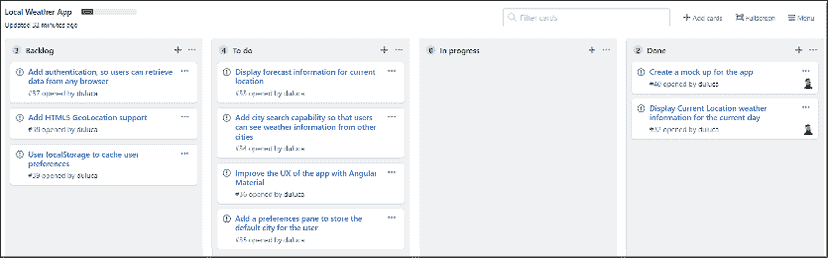 Local Weather App
Updated 32 minutes ago
Filter cards
Add cards
Fullscreen
Menu
3 Backlog
Add authentication, so users can retrieve
data from any browser
#37 opened by duluca
Add HTML5 GeoLocation support
opened by duluca
User localStorage to cache user
preferences
#39 opened by duluca
4 To do
Display forecast information for current
location
opened by duluca
Add city search capability so that users
can see weather information from other
cities
#34 opened by duluca
Improve the UX of the app with Angular
Material
#36 opened by duluca
Add a preferences pane to store the
default city for the user
#35 opened by duluca
0 In progress
2 Done
Create a mock up for the app
#40 opened by duluca
Display Current Location weather
information for the current day
#32 opened by duluca